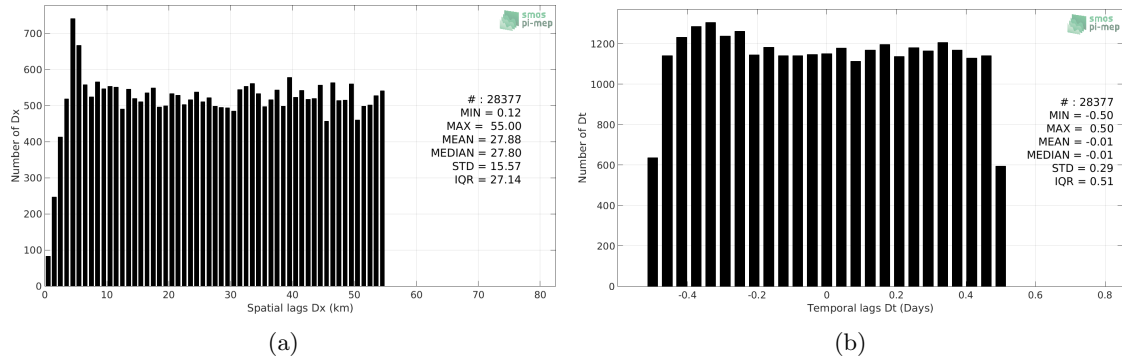 smos
pi-mep
700
600
500
400
300
200
100
0
Number of Dx
# : 28377
MIN = 0.12
MAX = 55.00
MEAN = 27.88
MEDIAN = 27.80
STD = 15.57
IQR = 27.14
0 10 20 30 40 50 60 70 80
Spatial lags Dx (km)
(a)
smos
pi-mep
1200
1000
800
600
400
200
0
Number of Dt
# : 28377
MIN = -0.50
MAX = 0.50
MEAN = -0.01
MEDIAN = -0.01
STD = 0.29
IQR = 0.51
-0.4 -0.2 0 0.2 0.4 0.6 0.8
Temporal lags Dt (Days)
(b)